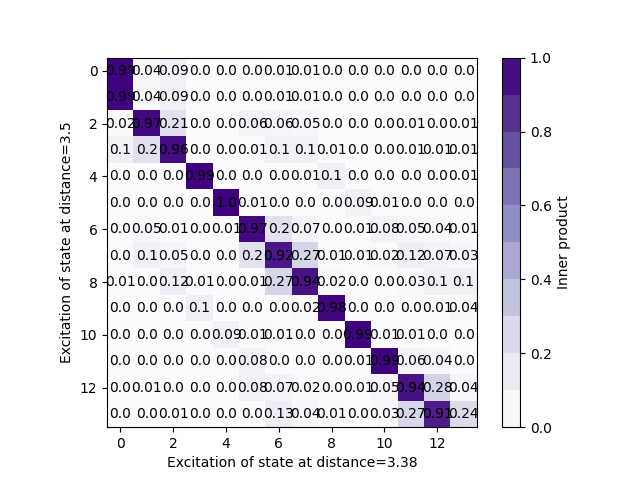 0 0.99 0.04 0.09 0.0 0.0 0.0 0.01 0.01 0.0 0.0 0.0 0.0 0.0 0.0
0.99 0.04 0.09 0.0 0.0 0.0 0.01 0.01 0.0 0.0 0.0 0.0 0.0 0.0
2 0.02 0.97 0.21 0.0 0.0 0.06 0.06 0.05 0.0 0.0 0.0 0.01 0.0 0.01
0.1 0.2 0.96 0.0 0.0 0.01 0.1 0.1 0.01 0.0 0.0 0.01 0.01 0.01
4 0.0 0.0 0.0 0.99 0.0 0.0 0.0 0.01 0.1 0.0 0.0 0.0 0.0 0.01
0.0 0.0 0.0 0.0 1.0 0.01 0.0 0.0 0.0 0.09 0.01 0.0 0.0 0.0
6 0.0 0.05 0.01 0.0 0.01 0.97 0.2 0.07 0.0 0.01 0.08 0.05 0.04 0.01
0.0 0.1 0.05 0.0 0.0 0.2 0.92 0.27 0.01 0.01 0.02 0.12 0.07 0.03
8 0.01 0.0 0.12 0.01 0.0 0.01 0.27 0.94 0.02 0.0 0.0 0.03 0.1 0.1
0.0 0.0 0.0 0.1 0.0 0.0 0.0 0.02 0.98 0.0 0.0 0.0 0.01 0.04
10 0.0 0.0 0.0 0.0 0.09 0.01 0.01 0.0 0.0 0.99 0.01 0.01 0.0 0.0
0.0 0.0 0.0 0.0 0.0 0.08 0.0 0.0 0.0 0.01 0.99 0.06 0.04 0.0
12 0.0 0.01 0.0 0.0 0.0 0.08 0.07 0.02 0.0 0.01 0.05 0.94 0.28 0.04
0.0 0.0 0.01 0.0 0.0 0.0 0.13 0.04 0.01 0.0 0.03 0.27 0.91 0.24
0 2 4 6 8 10 12
Excitation of state at distance=3.38
Excitation of state at distance=3.5
1.0
0.8
0.6
0.4
0.2
0.0
Inner product